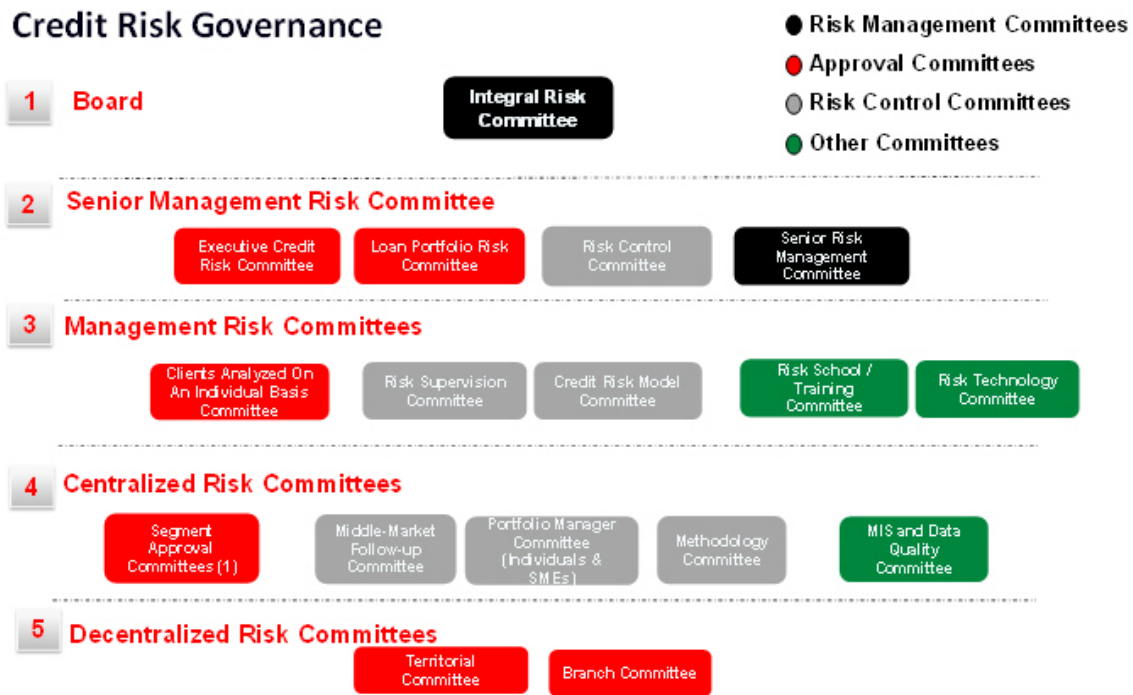 Credit Risk Governance
Risk Management Committees
Approval Committees
Risk Control Committees
Other Committees
1 Board
Integral Risk
Committee
2 Senior Management Risk Committee
Executive Credit
Risk Committee
Loan Portfolio Risk
Committee
Risk Control
Committee
Senior Risk
Management
Committee
3 Management Risk Committees
Clients Analyzed On
An Individual Basis
Committee
Risk Supervision
Committee
Credit Risk Model
Committee
Risk School /
Training
Committee
Risk Technology
Committee
4 Centralized Risk Committees
Segment
Approval
Committees (1)
Middle-Market
Follow-up
Committee
Portfolio Manager
Committee
(Individuals &
SMEs)
Methodology
Committee
MIS and Data
Quality
Committee
5 Decentralized Risk Committees
Territorial
Committee
Branch Committee